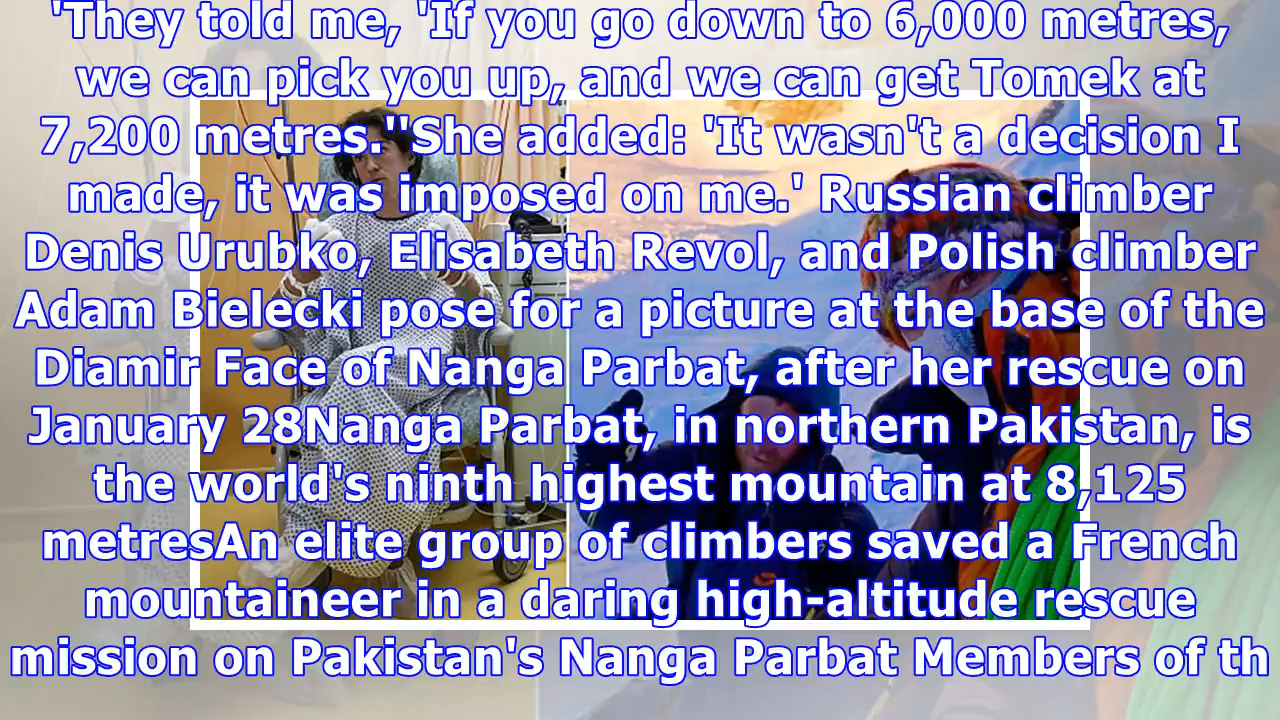 'They told me, 'If you go down to 6,000 metres,
we can pick you up, and we can get Tomek at
7,200 metres.''She added: 'It wasn't a decision I
made, it was imposed on me.' Russian climber
Denis Urubko, Elisabeth Revol, and Polish climber
Adam Bielecki pose for a picture at the base of the
Diamir Face of Nanga Parbat, after her rescue on
January 28Nanga Parbat, in northern Pakistan, is
the world's ninth highest mountain at 8,125
metresAn elite group of climbers saved a French
mountaineer in a daring high-altitude rescue
mission on Pakistan's Nanga Parbat Members of th